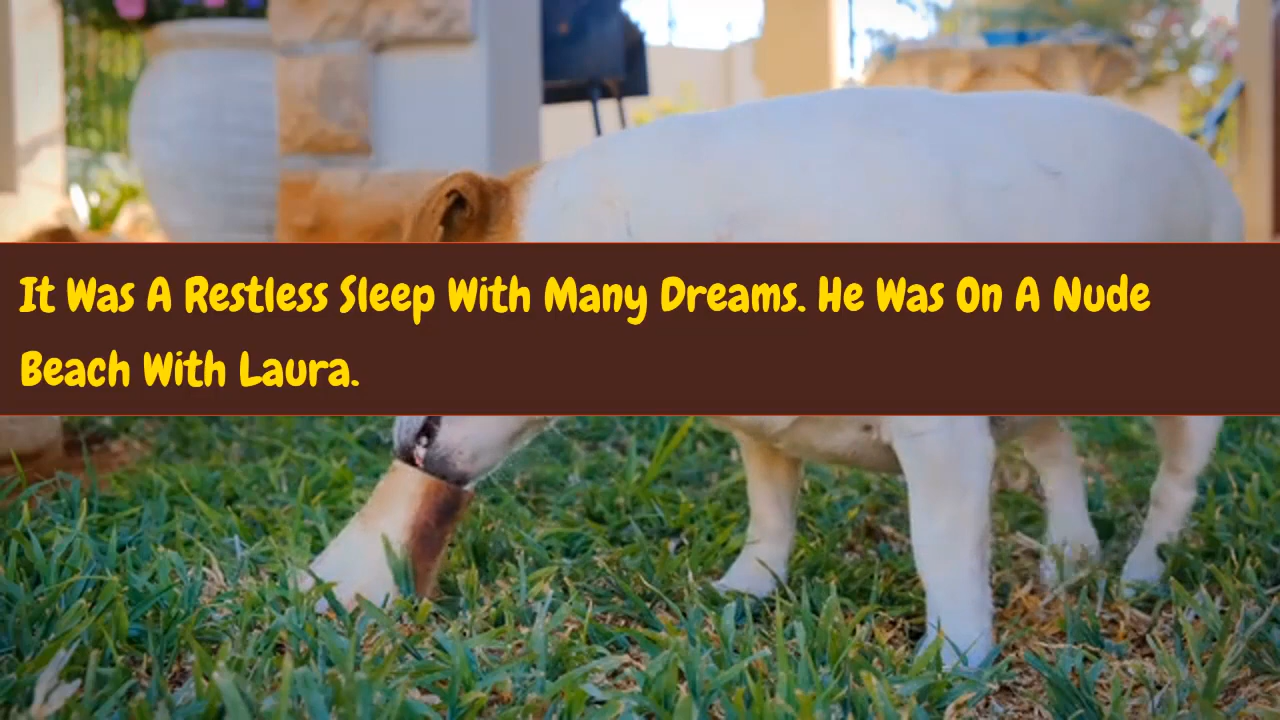 It Was A Restless Sleep With Many Dreams. He Was On A Nude
Beach With Laura.